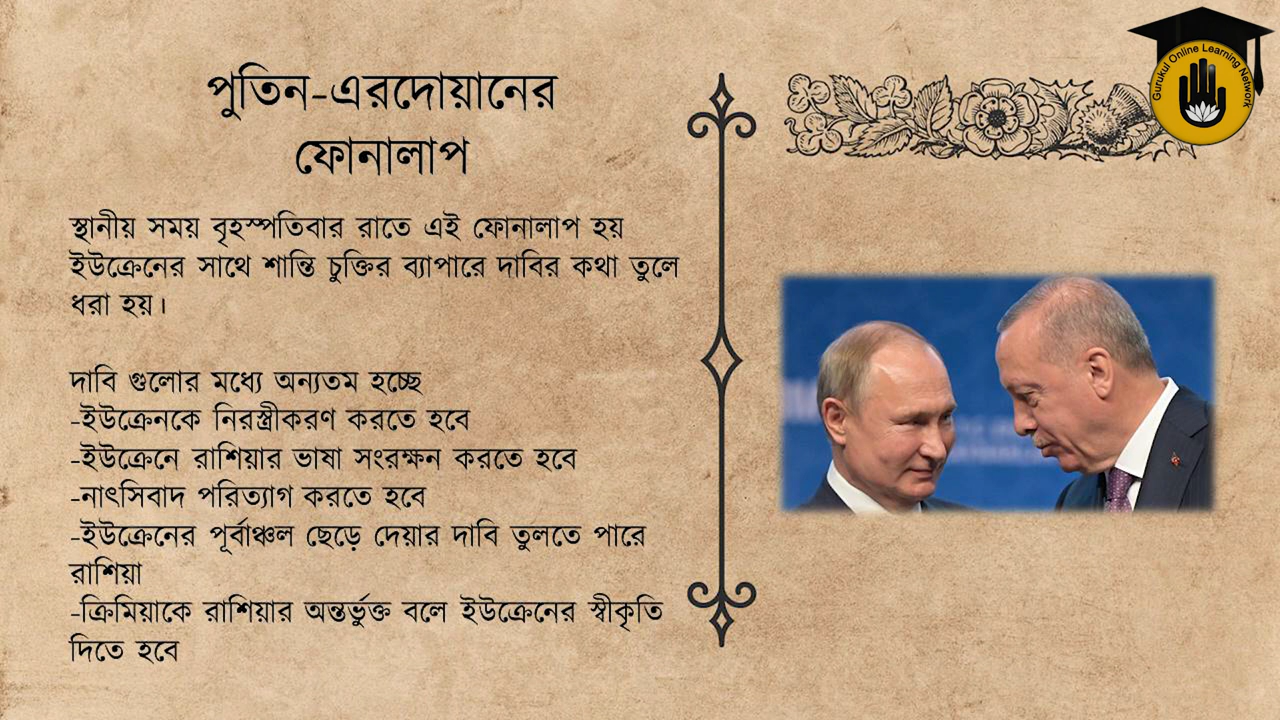 পুতিন-এরদোয়ানের
ফোনালাপ
স্থানীয় সময় বৃহস্পতিবার রাতে এই ফোনালাপ হয়
ইউক্রেনের সাথে শান্তি চুক্তির ব্যাপারে দাবির কথা তুলে
ধরা হয়।
দাবি গুলোর মধ্যে অন্যতম হচ্ছে
-ইউক্রেনকে নিরস্ত্রীকরণ করতে হবে
-ইউক্রেনে রাশিয়ার ভাষা সংরক্ষন করতে হবে
-নাৎসিবাদ পরিত্যাগ করতে হবে
-ইউক্রেনের পূর্বাঞ্চল ছেড়ে দেয়ার দাবি তুলতে পারে
রাশিয়া
-ক্রিমিয়াকে রাশিয়ার অন্তর্ভুক্ত বলে ইউক্রেনের স্বীকৃতি
দিতে হবে
Gurukul Online Learning Network